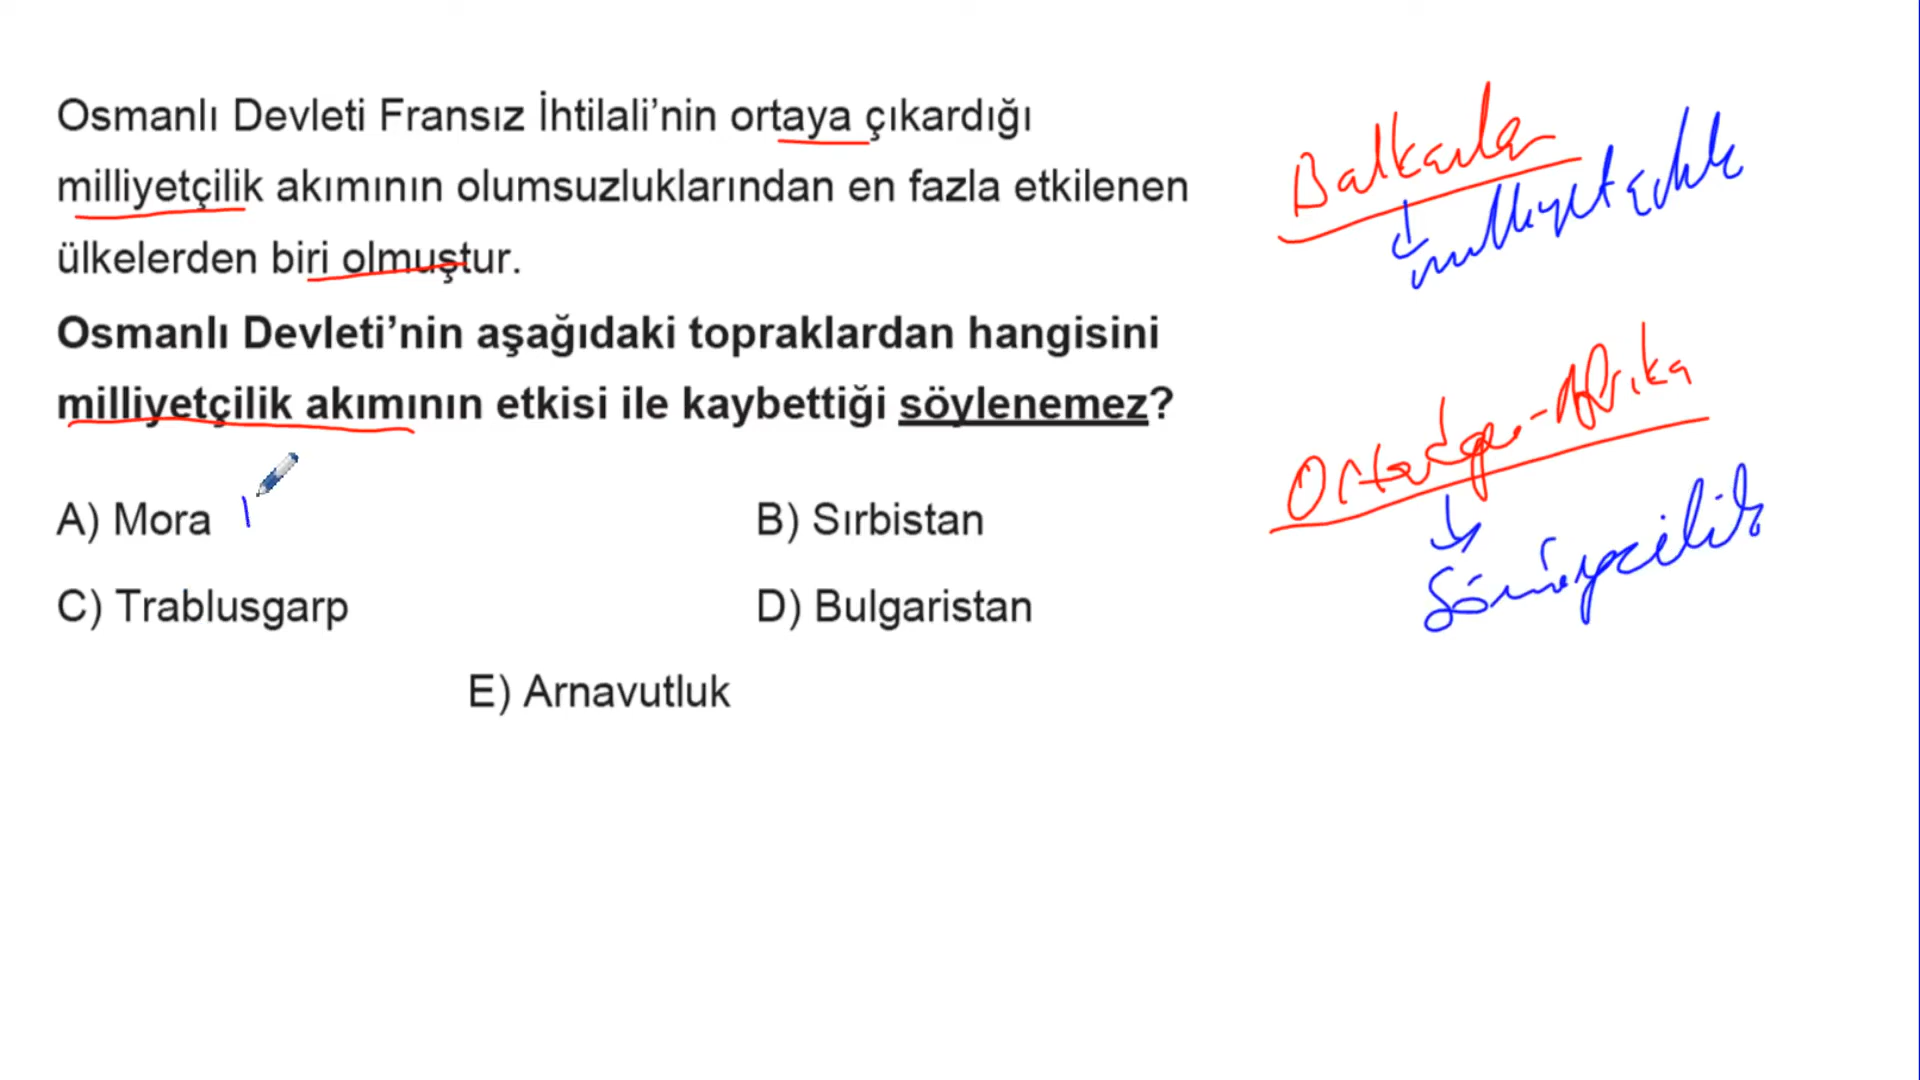 Osmanlı Devleti Fransız İhtilali’nin ortaya çıkardığı
milliyetçilik akımının olumsuzluklarından en fazla etkilenen
ülkelerden biri olmuştur.
Osmanlı Devleti’nin aşağıdaki topraklardan hangisini
milliyetçilik akımının etkisi ile kaybettiği söylenemez?
A) Mora
B) Sırbistan
C) Trablusgarp
D) Bulgaristan
E) Arnavutluk
Balkanlar
milliyetçilik
Ortadoğu-Afrika
Sömürgecilik